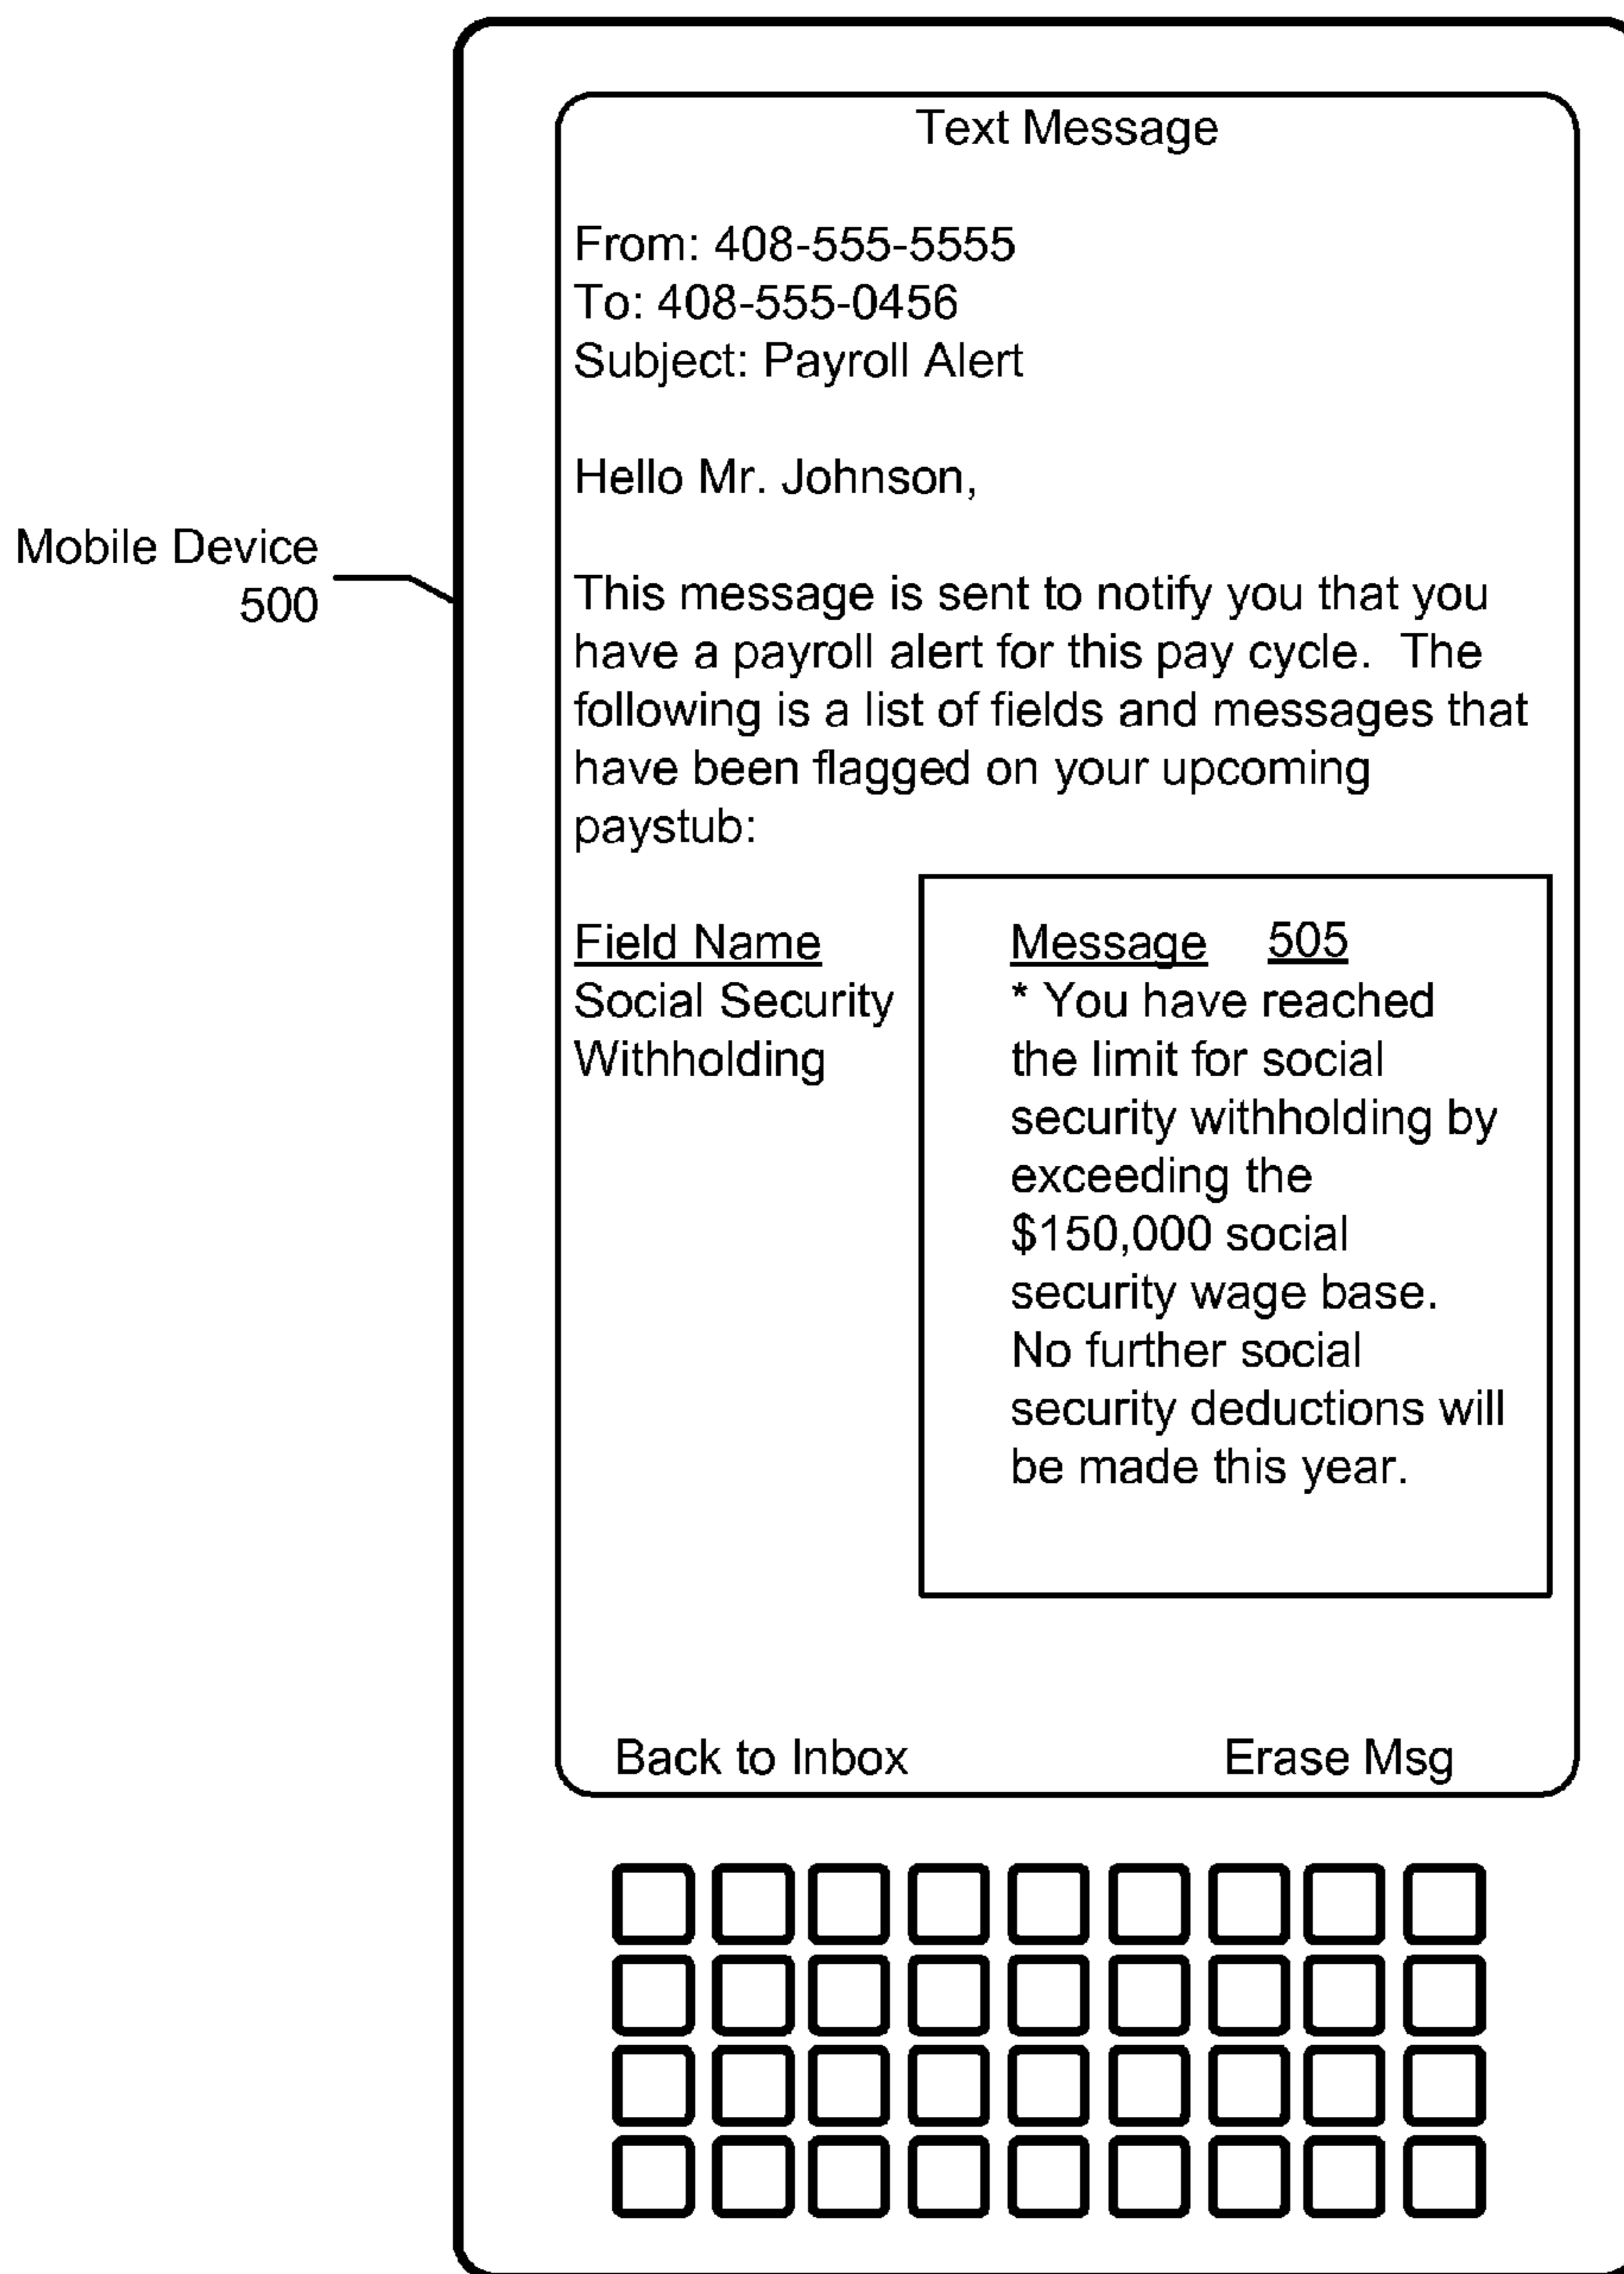 Text Message
From: 408-555-5555
To: 408-555-0456
Subject: Payroll Alert
Hello Mr. Johnson,
Mobile Device
500
This message is sent to notify you that you
have a payroll alert for this pay cycle.  The
following is a list of fields and messages that
have been flagged on your upcoming
paystub:
Field Name
Social Security
Withholding
Message 505
* You have reached
the limit for social
security withholding by
exceeding the
$150,000 social
security wage base.
No further social
security deductions will
be made this year.
Back to Inbox
Erase Msg